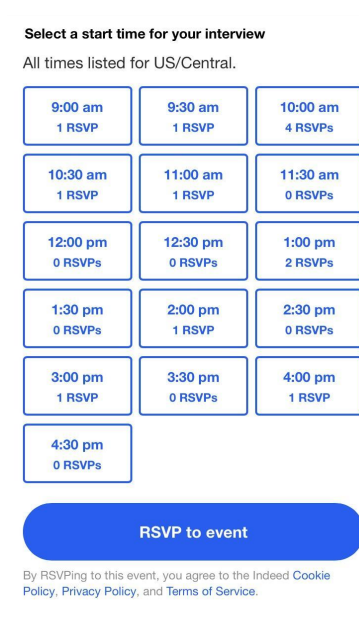 Select a start time for your interview
All times listed for US/Central.
9:00 am
1 RSVP
9:30 am
1 RSVP
10:00 am
4 RSVPs
10:30 am
1 RSVP
11:00 am
1 RSVP
11:30 am
0 RSVPs
12:00 pm
0 RSVPs
12:30 pm
0 RSVPs
1:00 pm
2 RSVPs
1:30 pm
0 RSVPs
2:00 pm
1 RSVP
2:30 pm
0 RSVPs
3:00 pm
1 RSVP
3:30 pm
0 RSVPs
4:00 pm
1 RSVP
4:30 pm
0 RSVPs
RSVP to event
By RSVPing to this event, you agree to the Indeed Cookie
Policy, Privacy Policy, and Terms of Service.